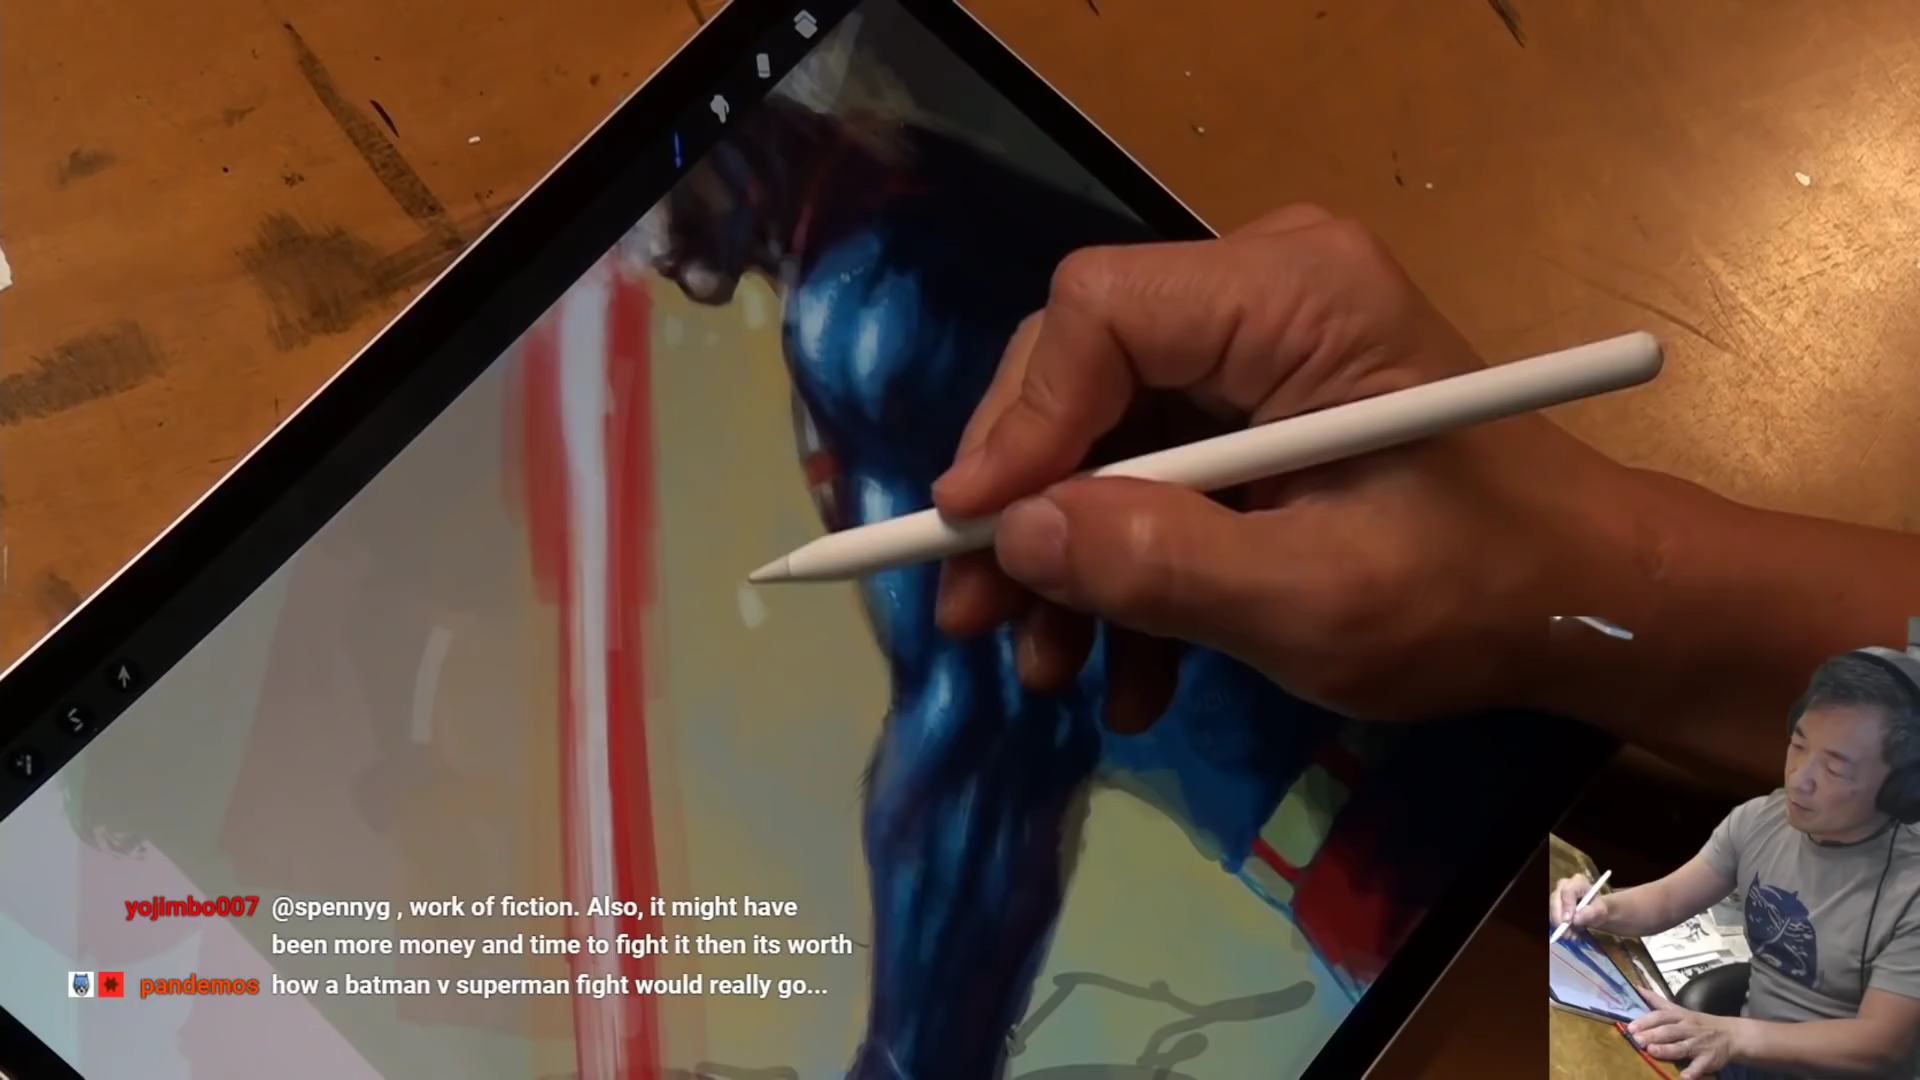 yojimbo007 @spennyg , work of fiction. Also, it might have
been more money and time to fight it then its worth
pandemos how a batman v superman fight would really go...